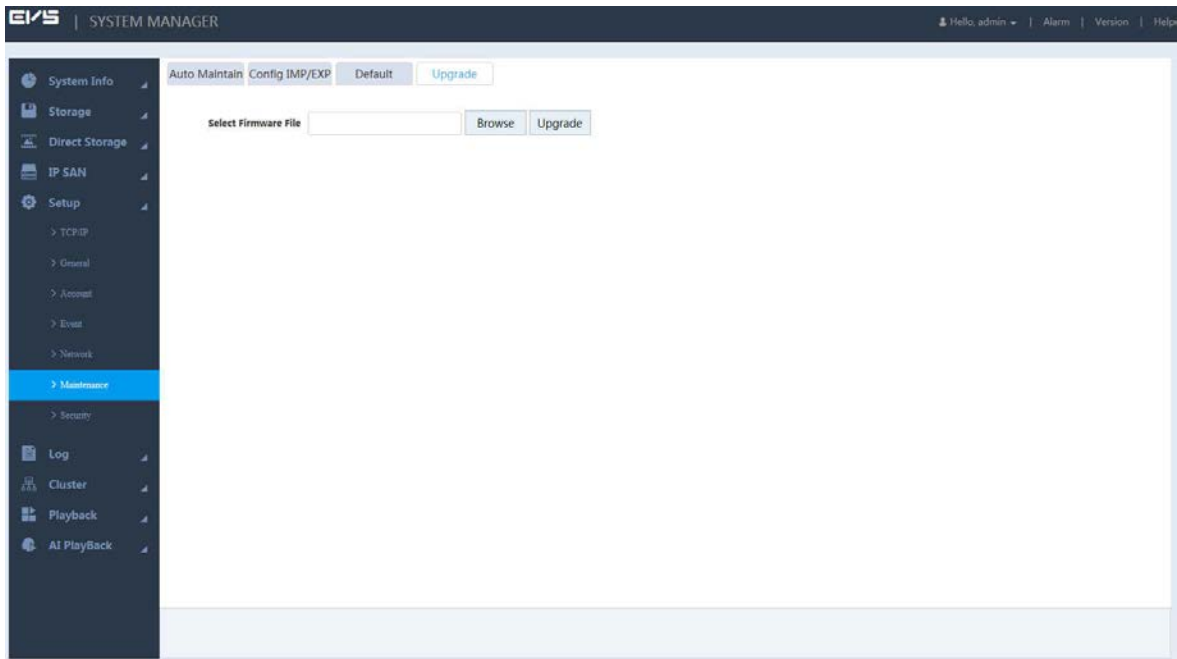 EVS | SYSTEM MANAGER
Hello, admin | Alarm | Version | Help
Auto Maintain Config IMP/EXP Default Upgrade
Select Firmware File Browse Upgrade
System Info
Storage
Direct Storage
IP SAN
Setup
> TCP/IP
> General
> Account
> Event
> Network
> Maintenance
> Security
Log
Cluster
Playback
AI PlayBack